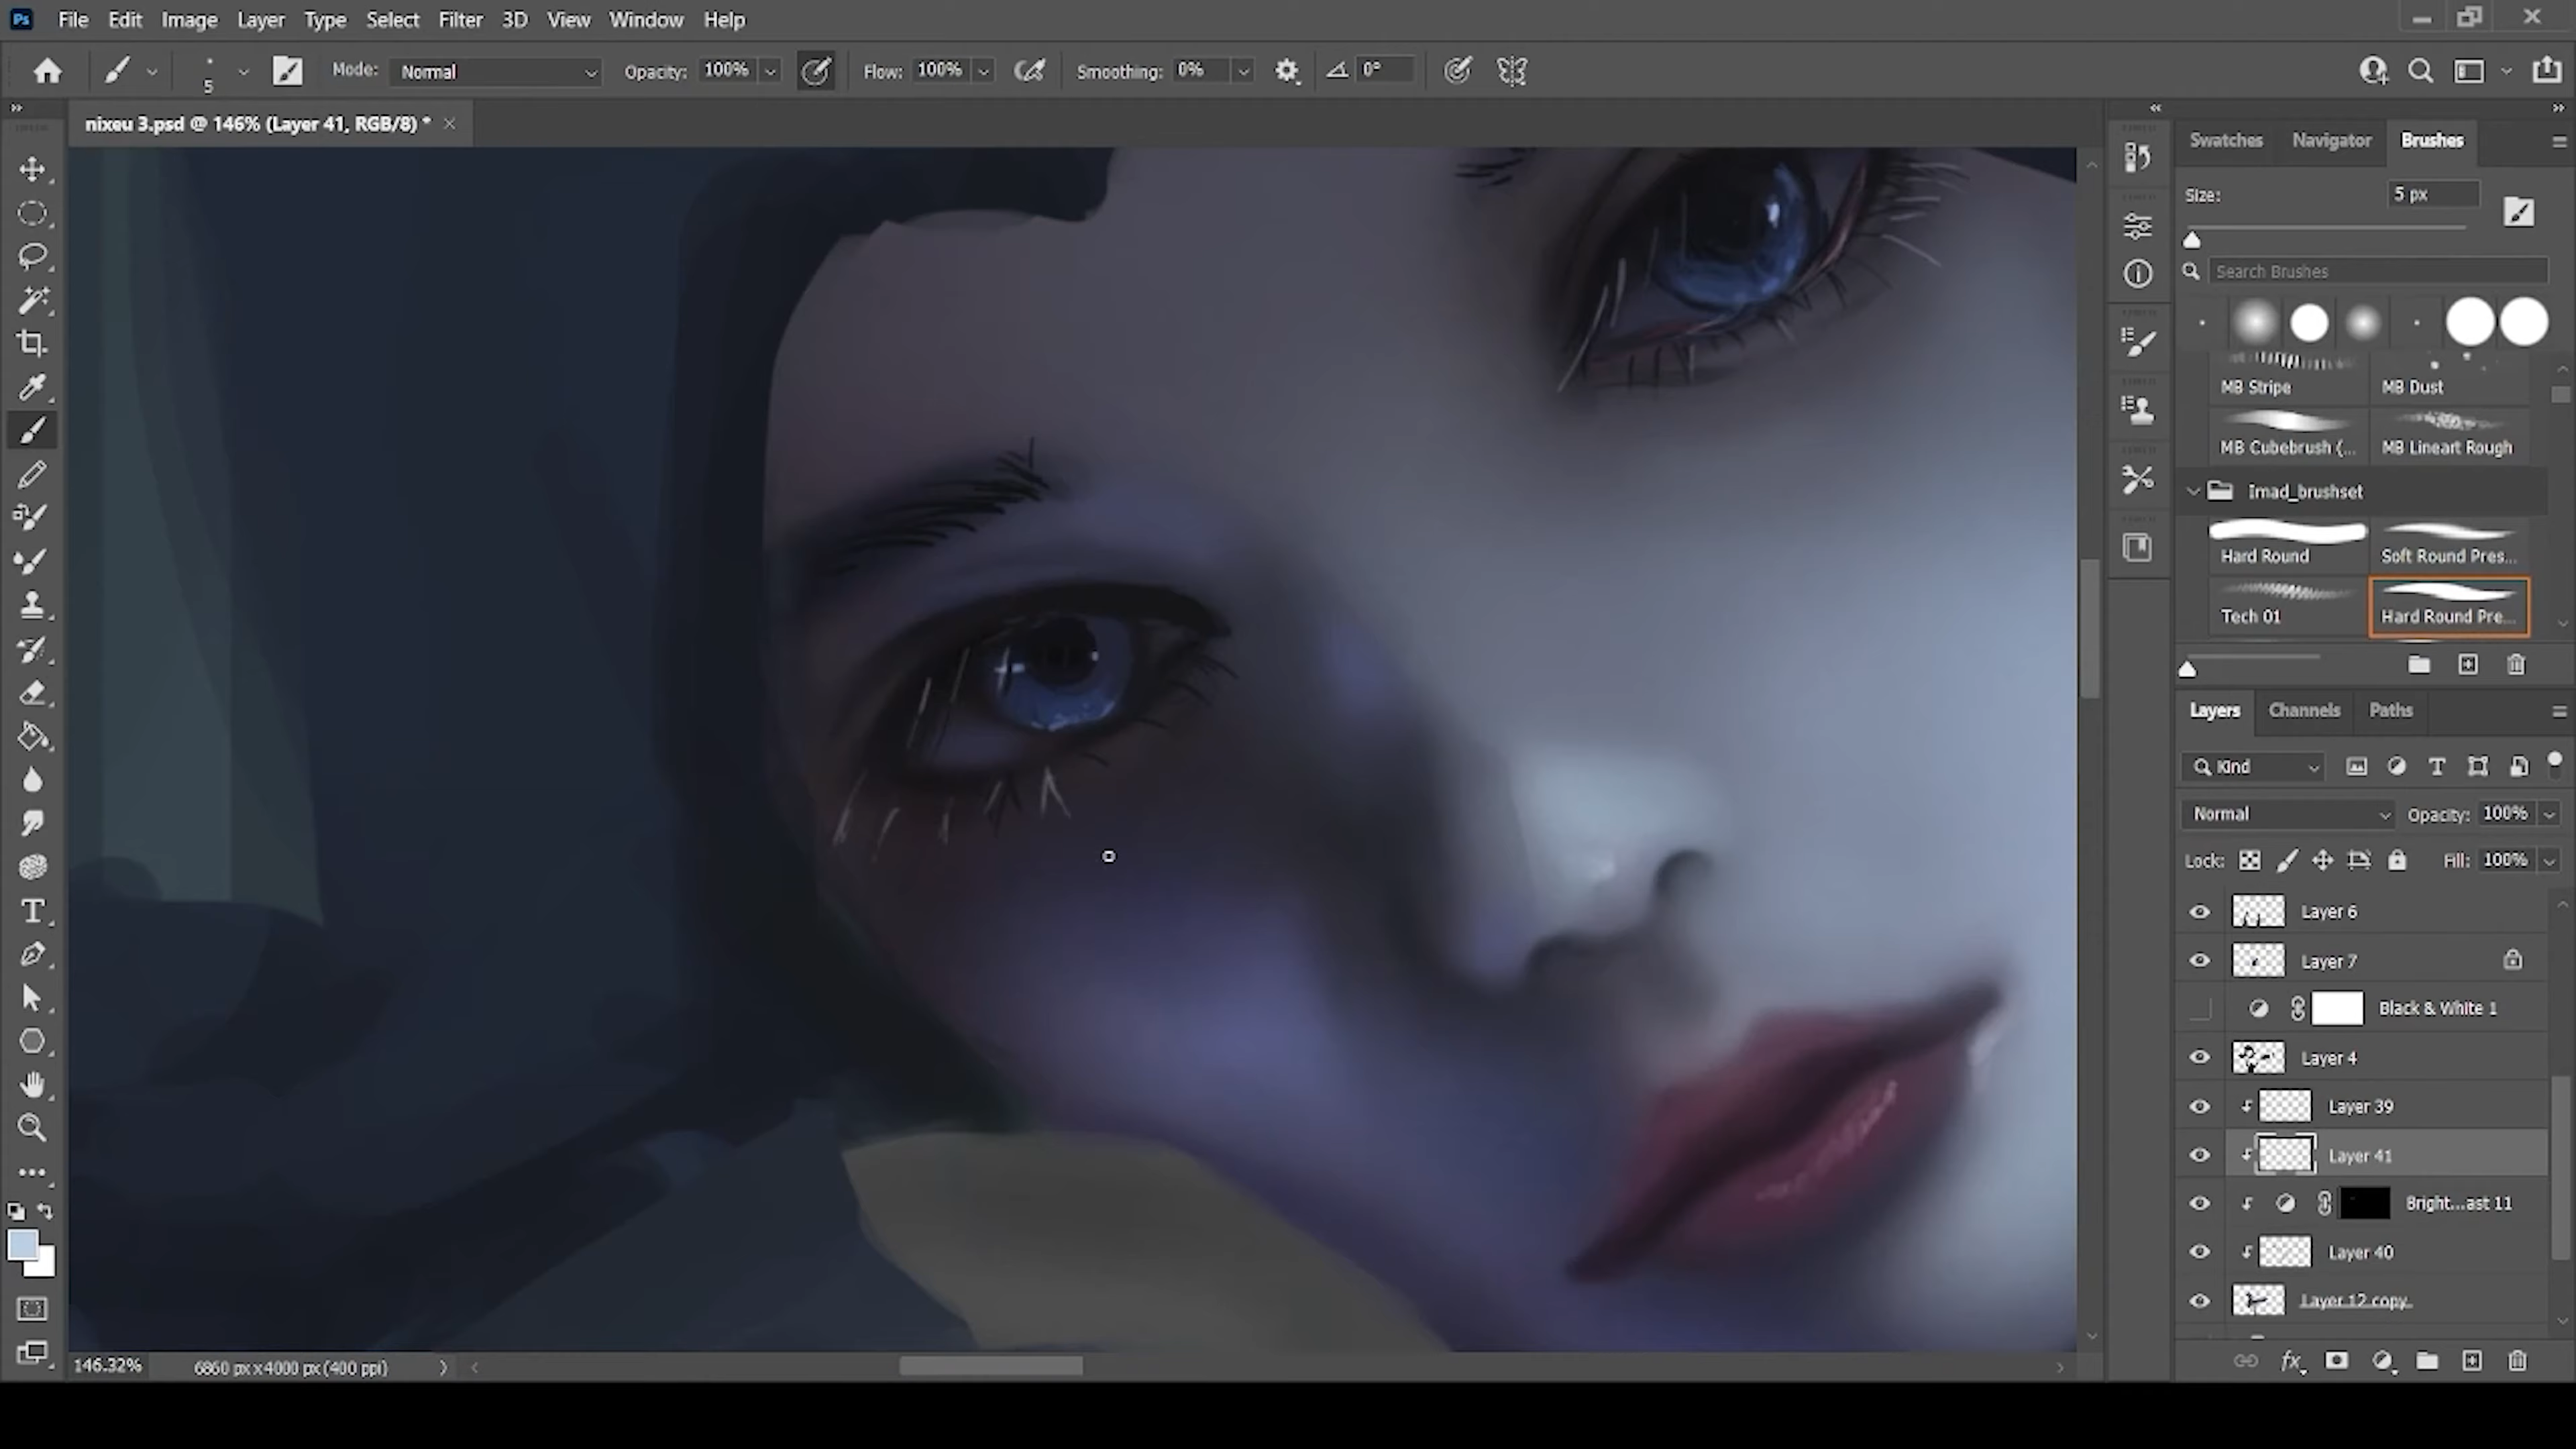 Ps File Edit Image Layer Type Select Filter 3D View Window Help
5 Mode: Normal Opacity: 100% Flow: 100% Smoothing: 0% 0°
nixeu 3.psd @ 146% (Layer 41, RGB/8) *
Swatches Navigator Brushes
Size: 5 px
Search Brushes
MB Stripe MB Dust
MB Cubebrush (... MB Lineart Rough
Imad_brushset
Hard Round Soft Round Pres...
Tech 01 Hard Round Pre...
Layers Channels Paths
Kind
Normal Opacity: 100%
Lock: Fill: 100%
Layer 6
Layer 7
Black & White 1
Layer 4
Layer 39
Layer 41
Bright...ast 11
Layer 40
Layer 12 copy
146.32% 6860 px x 4000 px (400 ppi)